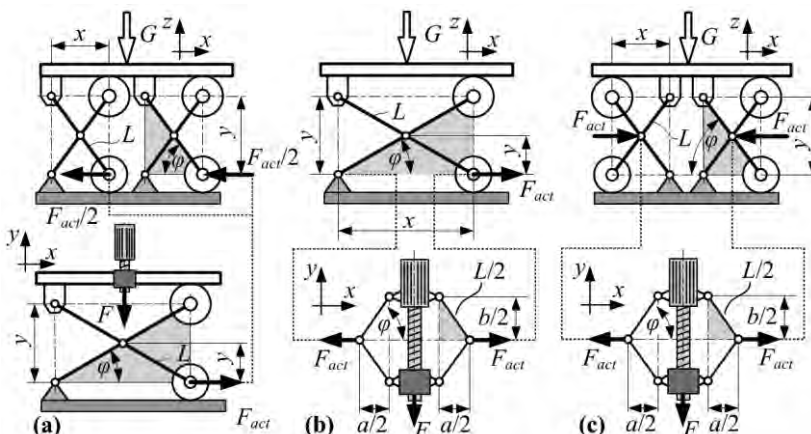 x G z x
y L φ
F_act/2 F_act/2
y x
F
y φ L y
F_act
(a)
G z x
y L φ y
F_act
x
y x φ L/2 b/2
F_act F_act
a/2 F a/2
(b)
x G z x
F_act L F_act
φ y
y x φ L/2 b/2
F_act F_act
a/2 F a/2
(c)